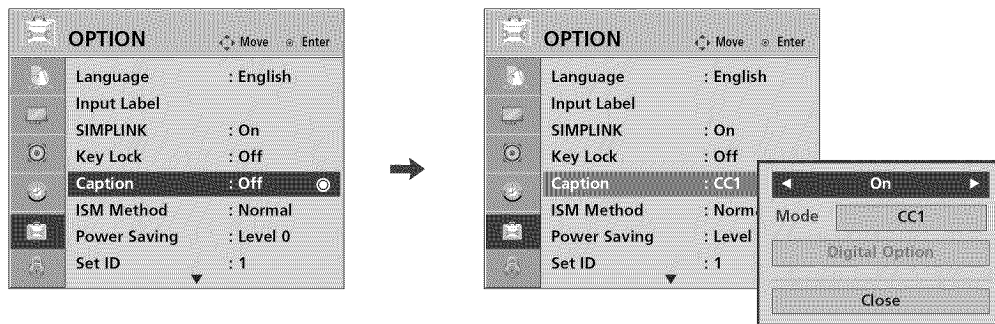 OPTION
Move Enter
Language : English
Input Label
SIMPLINK : On
Key Lock : Off
Caption : Off
ISM Method : Normal
Power Saving : Level 0
Set ID : 1
OPTION
Move Enter
Language : English
Input Label
SIMPLINK : On
Key Lock : Off
Caption : CC1
ISM Method : Norm
Power Saving : Level
Set ID : 1
On
Mode CC1
Digital Option
Close